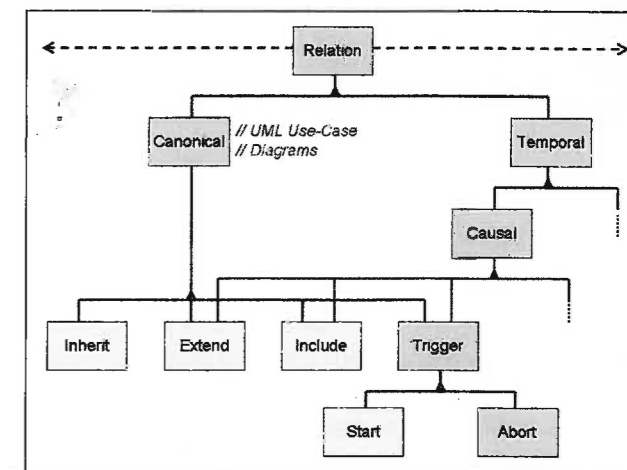 Relation
Canonical
// UML Use-Case
// Diagrams
Temporal
Causal
Inherit
Extend
Include
Trigger
Start
Abort